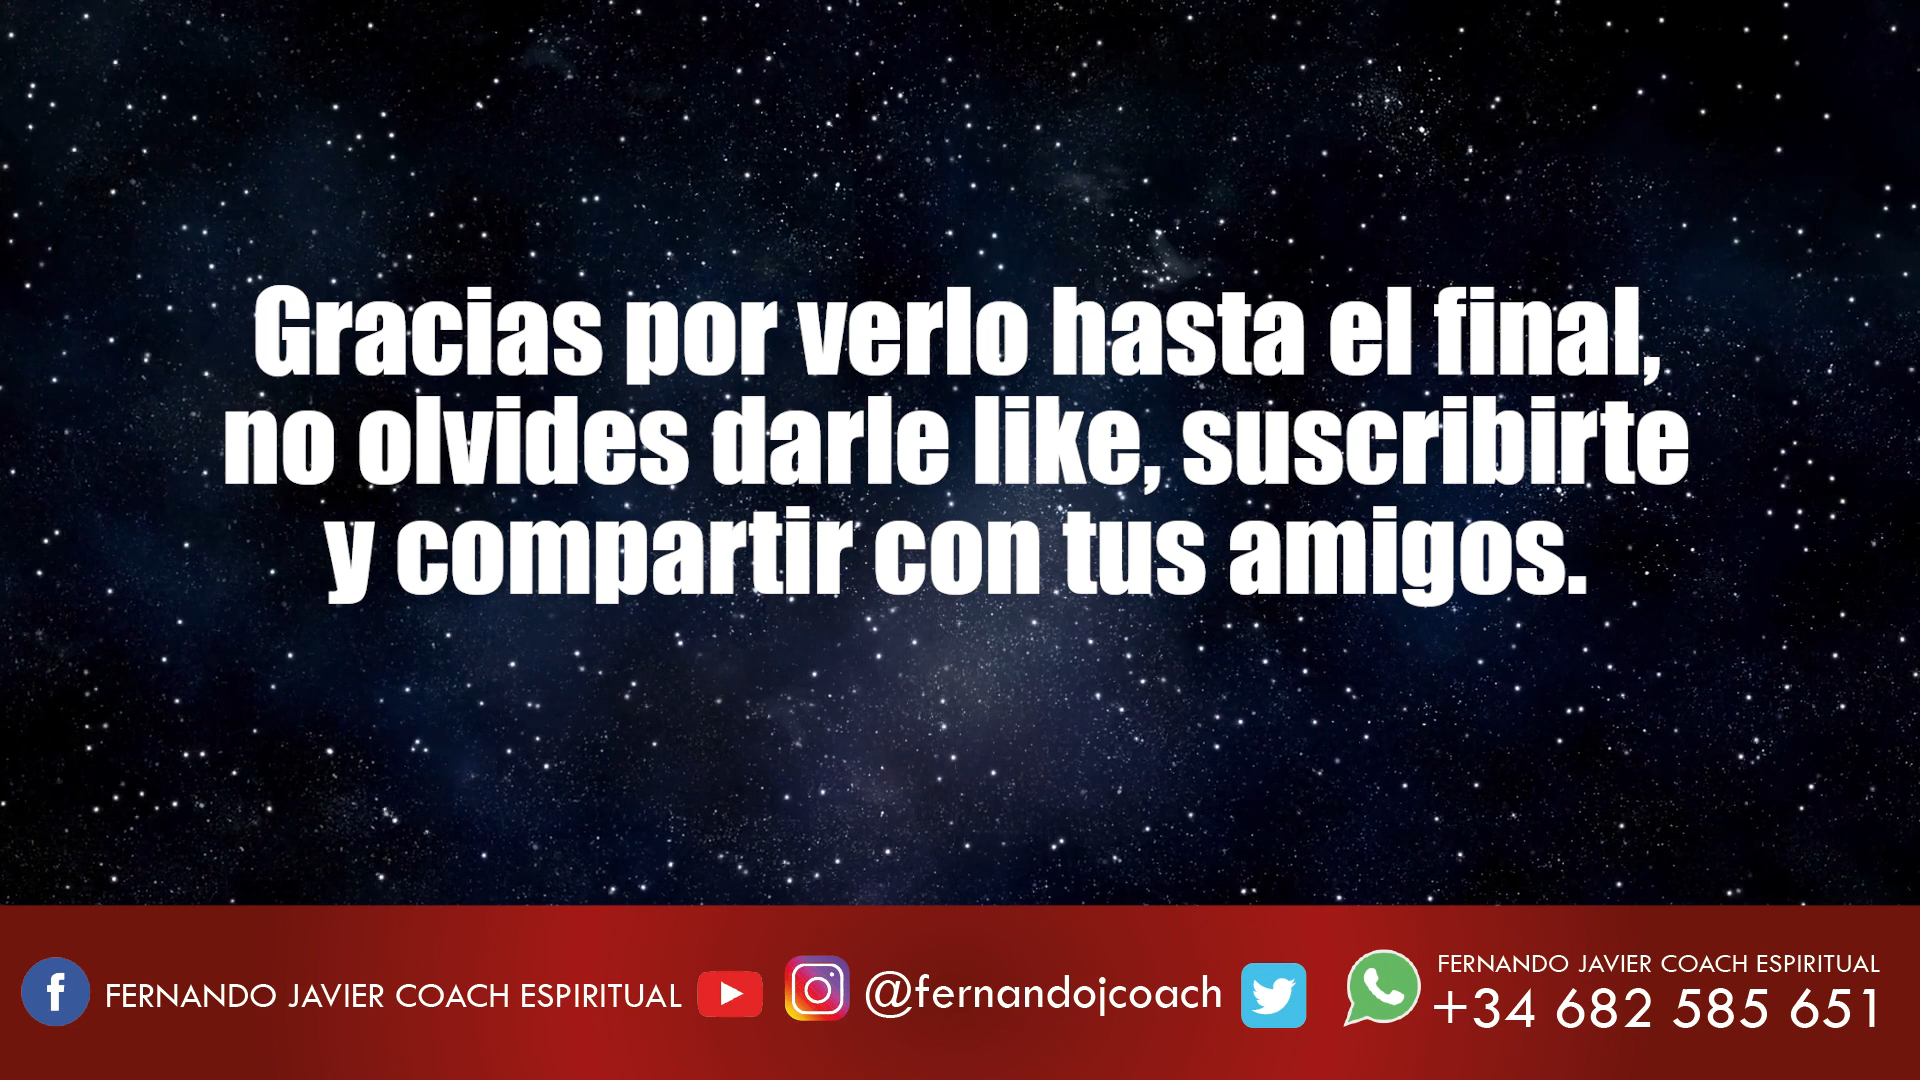 Gracias por verlo hasta el final,
no olvides darle like, suscribirte
y compartir con tus amigos.
FERNANDO JAVIER COACH ESPIRITUAL
@fernandojcoach
FERNANDO JAVIER COACH ESPIRITUAL
+34 682 585 651